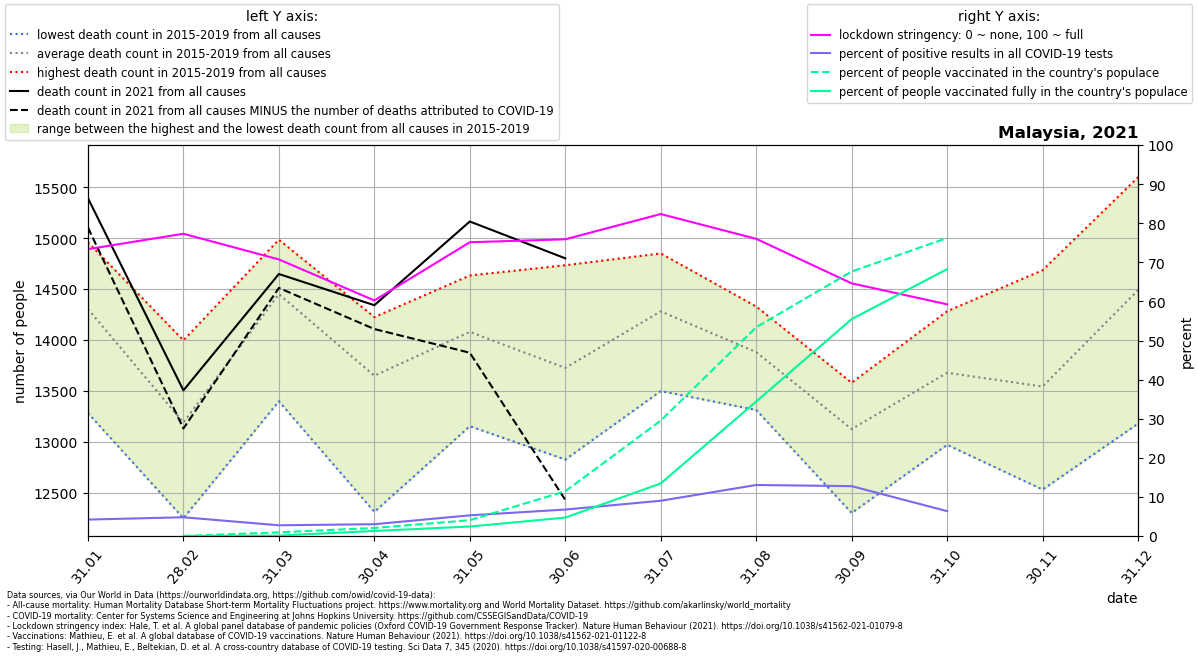 left Y axis:
lowest death count in 2015-2019 from all causes
average death count in 2015-2019 from all causes
highest death count in 2015-2019 from all causes
death count in 2021 from all causes
death count in 2021 from all causes MINUS the number of deaths attributed to COVID-19
range between the highest and the lowest death count from all causes in 2015-2019
right Y axis:
lockdown stringency: 0 ~ none, 100 ~ full
percent of positive results in all COVID-19 tests
percent of people vaccinated in the country's populace
percent of people vaccinated fully in the country's populace
Malaysia, 2021
number of people
15500
15000
14500
14000
13500
13000
12500
100
90
80
70
60
50
40
30
20
10
0
percent
31.01
28.02
31.03
30.04
31.05
30.06
31.07
31.08
30.09
31.10
30.11
31.12
date
Data sources, via Our World in Data (https://ourworldindata.org, https://github.com/owid/covid-19-data):
- All-cause mortality: Human Mortality Database Short-term Mortality Fluctuations project. https://www.mortality.org and World Mortality Dataset. https://github.com/akarlinsky/world_mortality
- COVID-19 mortality: Center for Systems Science and Engineering at Johns Hopkins University. https://github.com/CSSEGISandData/COVID-19
- Lockdown stringency index: Hale, T. et al. A global panel database of pandemic policies (Oxford COVID-19 Government Response Tracker). Nature Human Behaviour (2021). https://doi.org/10.1038/s41562-021-01079-8
- Vaccinations: Mathieu, E. et al. A global database of COVID-19 vaccinations. Nature Human Behaviour (2021). https://doi.org/10.1038/s41562-021-01122-8
- Testing: Hasell, J., Mathieu, E., Beltekian, D. et al. A cross-country database of COVID-19 testing. Sci Data 7, 345 (2020). https://doi.org/10.1038/s41597-020-00688-8